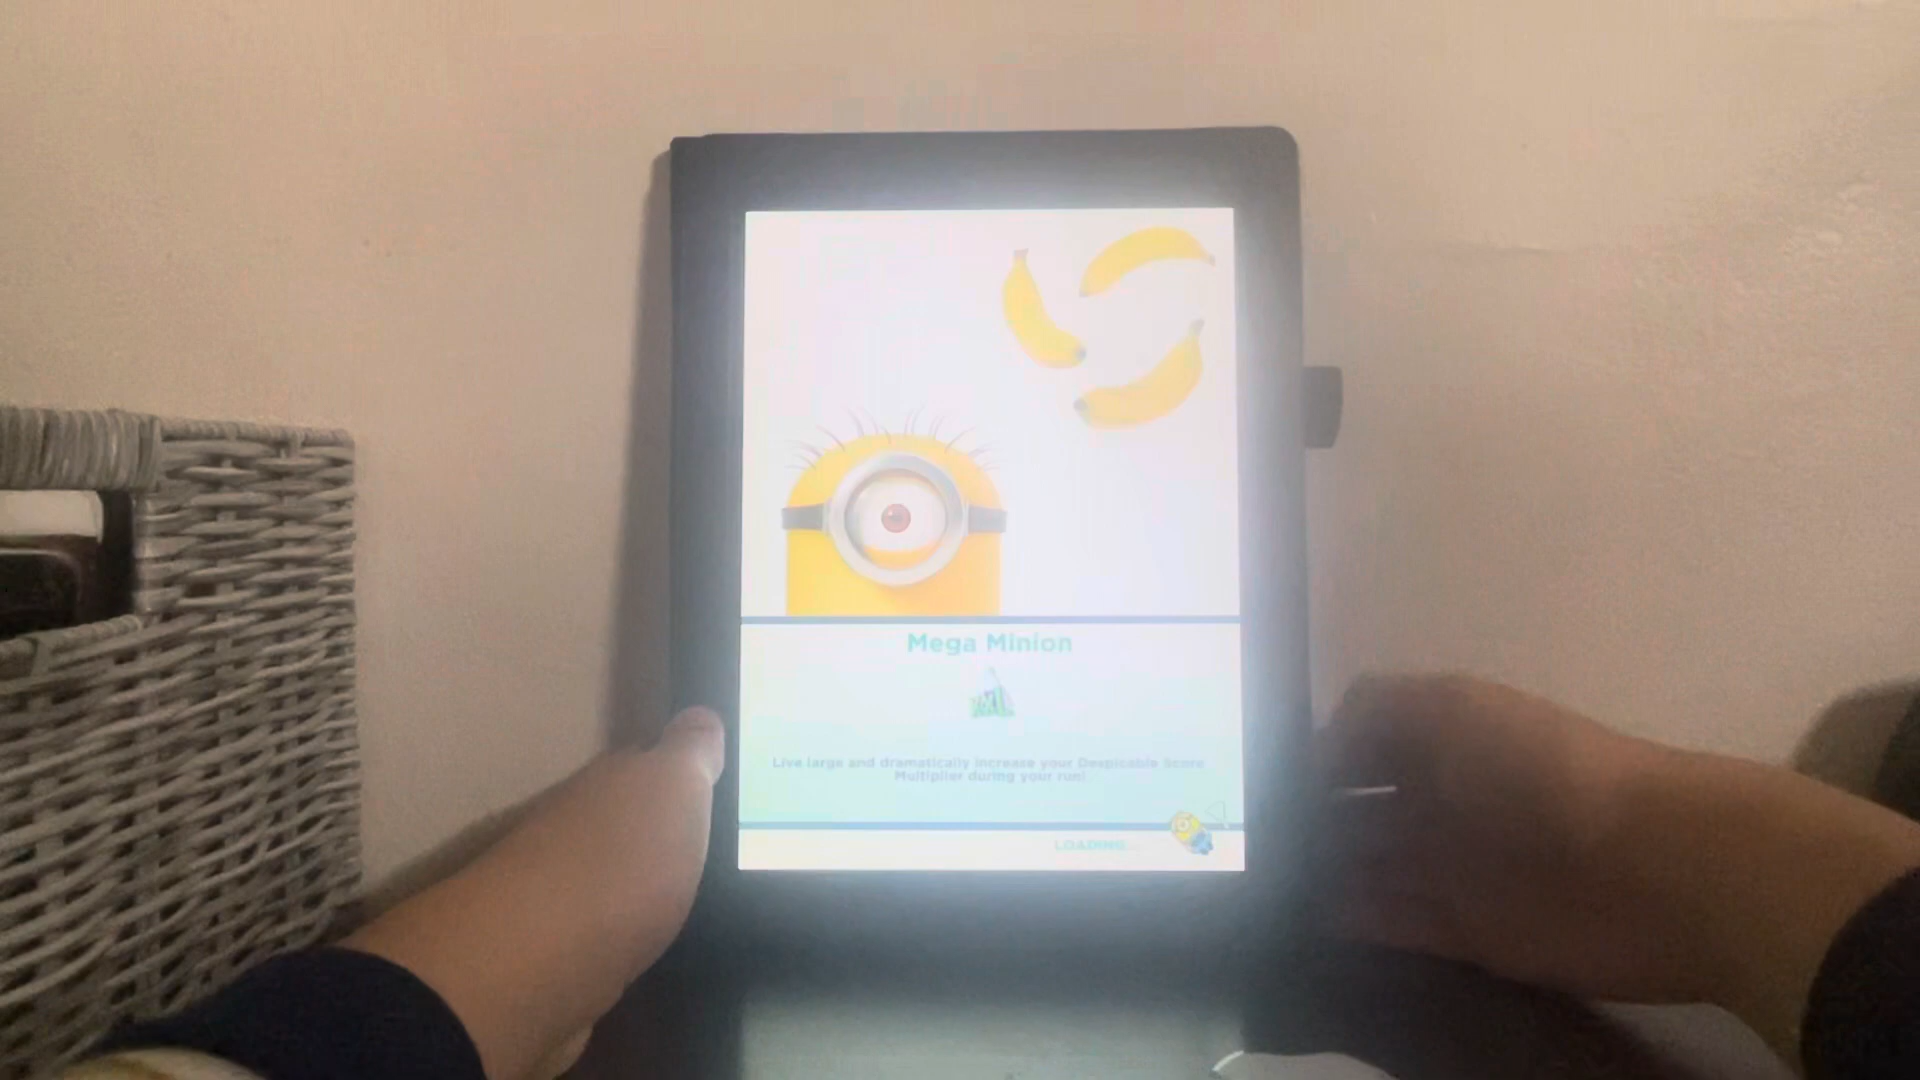 Mega Minion
Live large and dramatically increase your Despicable Score
Multiplier during your run!
LOADING...